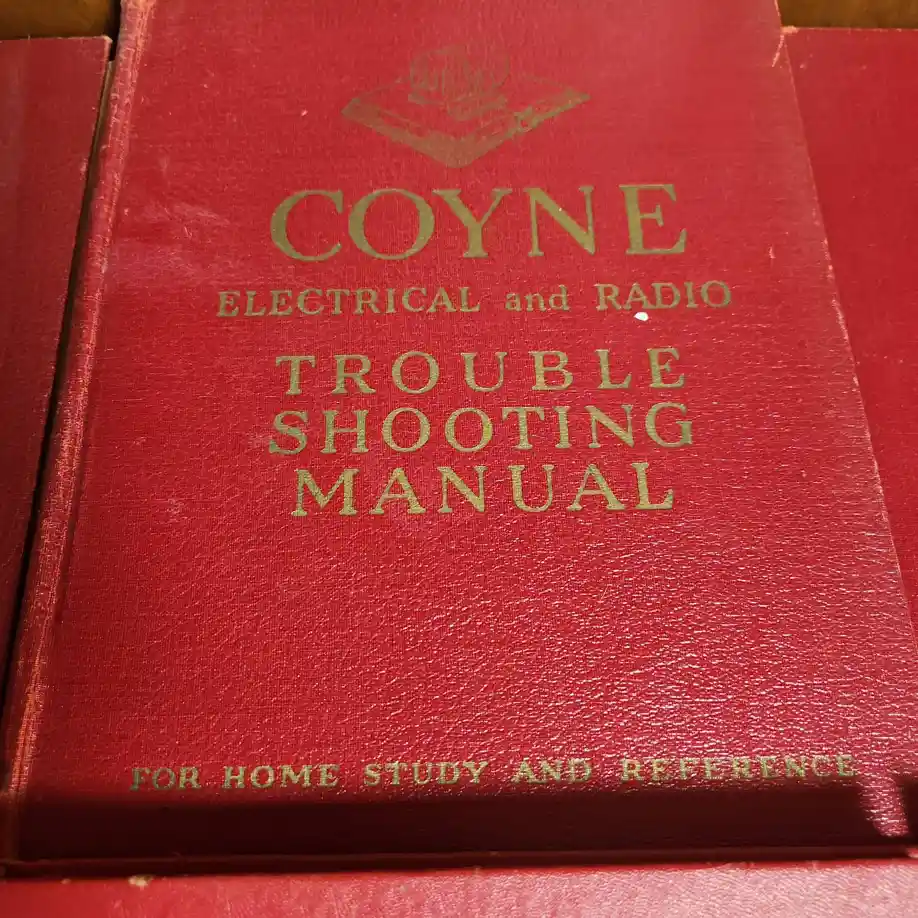 COYNE
ELECTRICAL and RADIO
TROUBLE
SHOOTING
MANUAL
FOR HOME STUDY AND REFERENCE